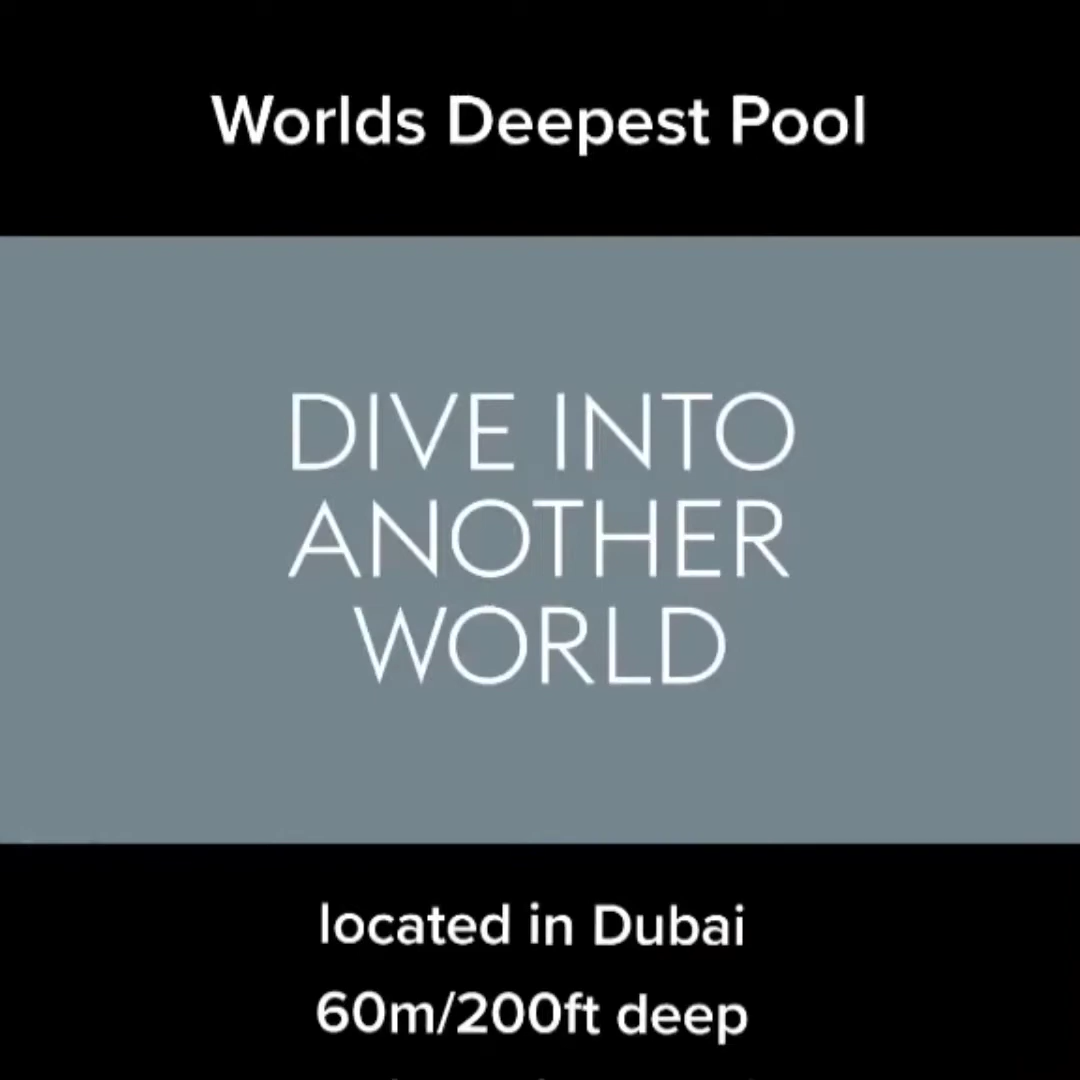 Worlds Deepest Pool
DIVE INTO
ANOTHER
WORLD
located in Dubai
60m/200ft deep